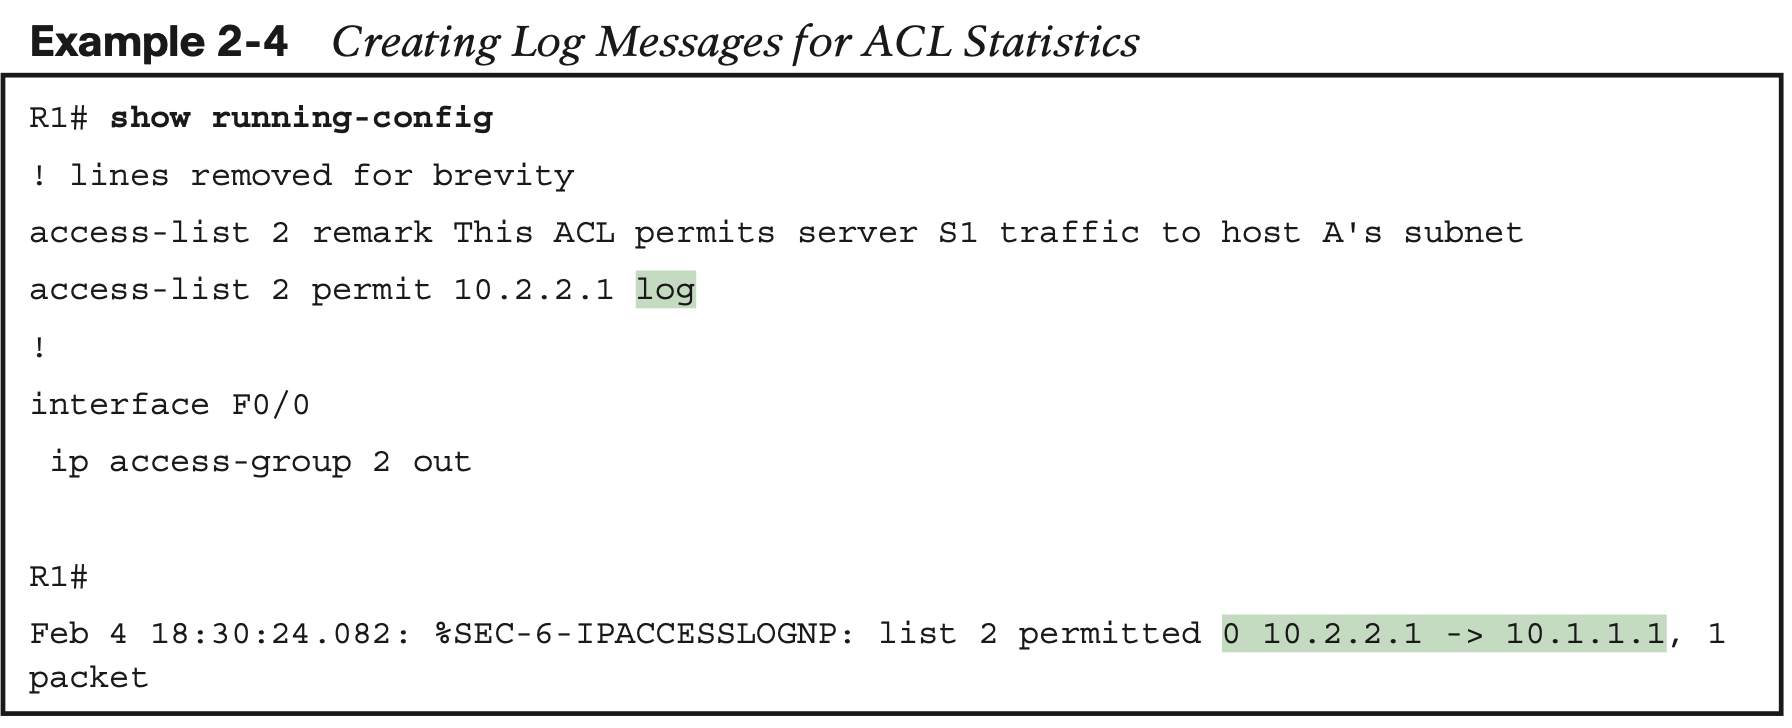 Example 2-4 Creating Log Messages for ACL Statistics
R1# show running-config
! lines removed for brevity
access-list 2 remark This ACL permits server S1 traffic to host A's subnet
access-list 2 permit 10.2.2.1 log
!
interface F0/0
 ip access-group 2 out
R1#
Feb 4 18:30:24.082: %SEC-6-IPACCESSLOGNP: list 2 permitted 0 10.2.2.1 -> 10.1.1.1, 1
packet